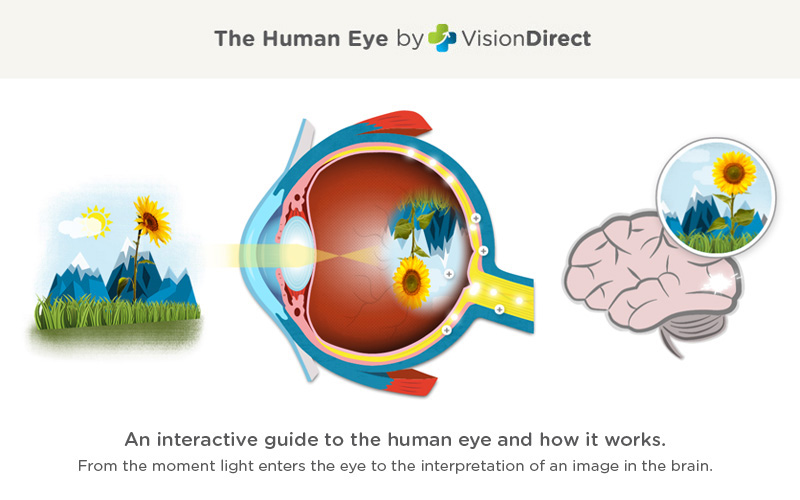 The Human Eye by VisionDirect
An interactive guide to the human eye and how it works.
From the moment light enters the eye to the interpretation of an image in the brain.